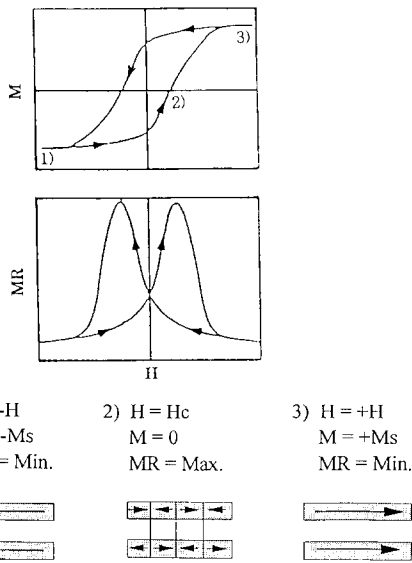 M
3)
2)
1)
MR
H
-H
-Ms
= Min.
2) H = Hc
M = 0
MR = Max.
3) H = +H
M = +Ms
MR = Min.